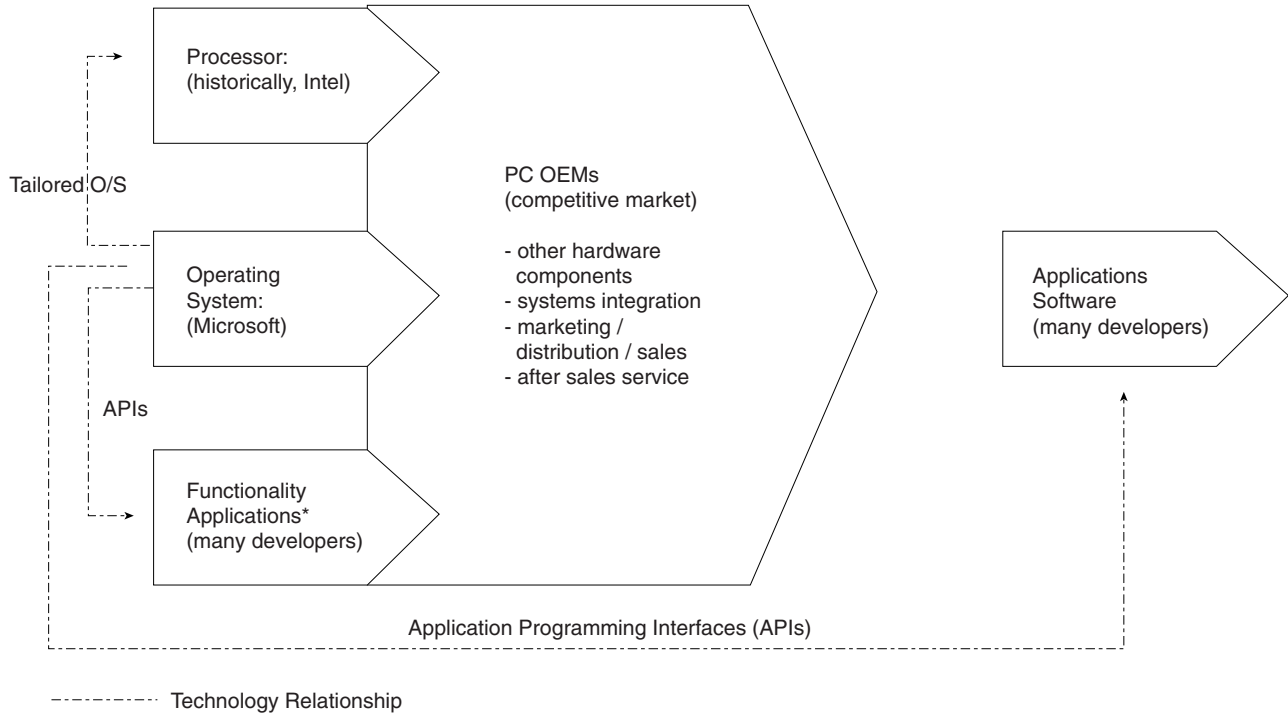 Processor:
(historically, Intel)
Tailored O/S
PC OEMs
(competitive market)
- other hardware
components
- systems integration
- marketing /
distribution / sales
- after sales service
Operating
System:
(Microsoft)
Applications
Software
(many developers)
APIs
Functionality
Applications*
(many developers)
Application Programming Interfaces (APIs)
Technology Relationship